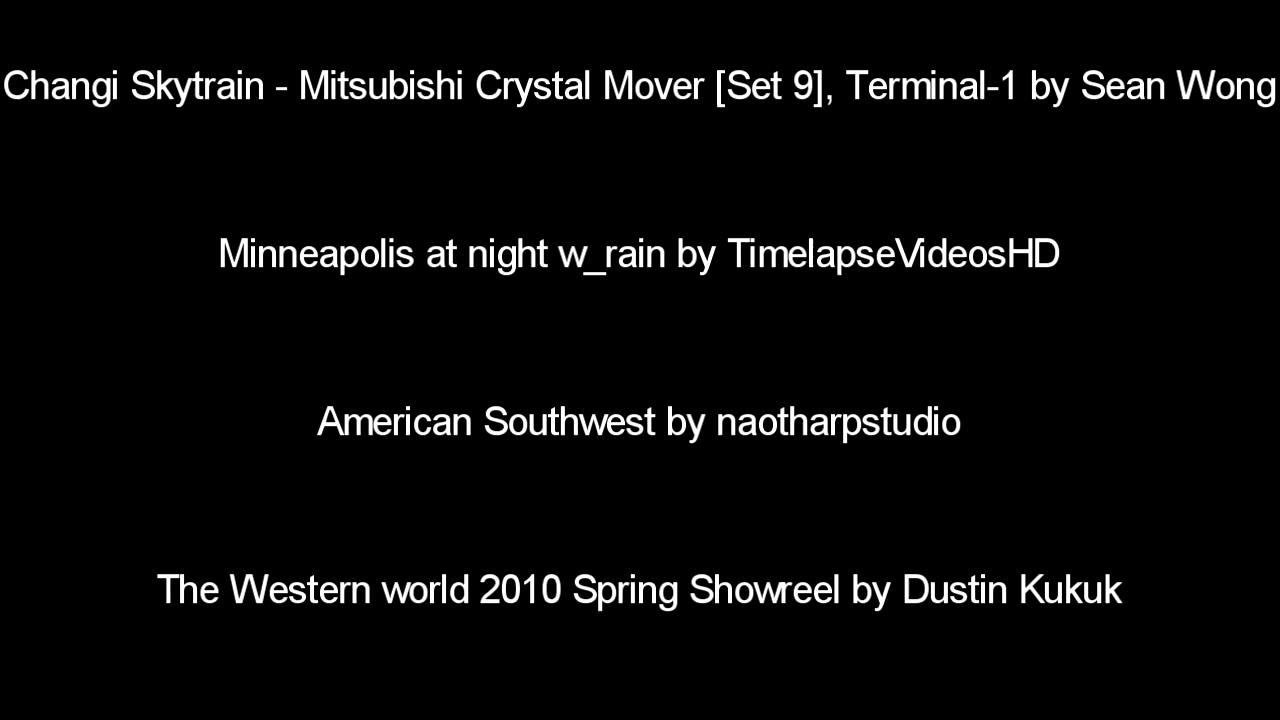 Changi Skytrain - Mitsubishi Crystal Mover [Set 9], Terminal-1 by Sean Wong
Minneapolis at night w_rain by TimelapseVideosHD
American Southwest by naotharpstudio
The Western world 2010 Spring Showreel by Dustin Kukuk